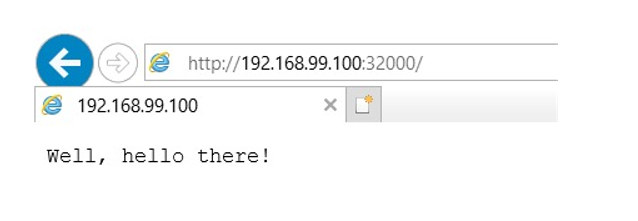 http://192.168.99.100:32000/
192.168.99.100
Well, hello there!